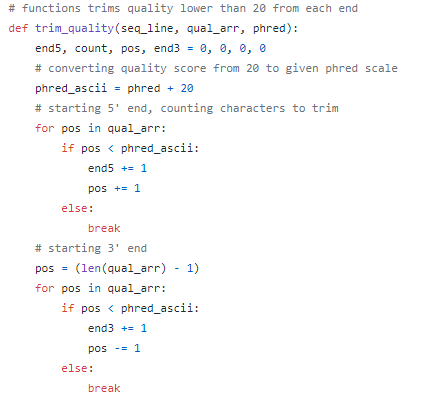 # functions trims quality lower than 20 from each end
def trim_quality(seq_line, qual_arr, phred):
    end5, count, pos, end3 = 0, 0, 0, 0
    # converting quality score from 20 to given phred scale
    phred_ascii = phred + 20
    # starting 5' end, counting characters to trim
    for pos in qual_arr:
        if pos < phred_ascii:
            end5 += 1
            pos += 1
        else:
            break
    # starting 3' end
    pos = (len(qual_arr) - 1)
    for pos in qual_arr:
        if pos < phred_ascii:
            end3 += 1
            pos -= 1
        else:
            break